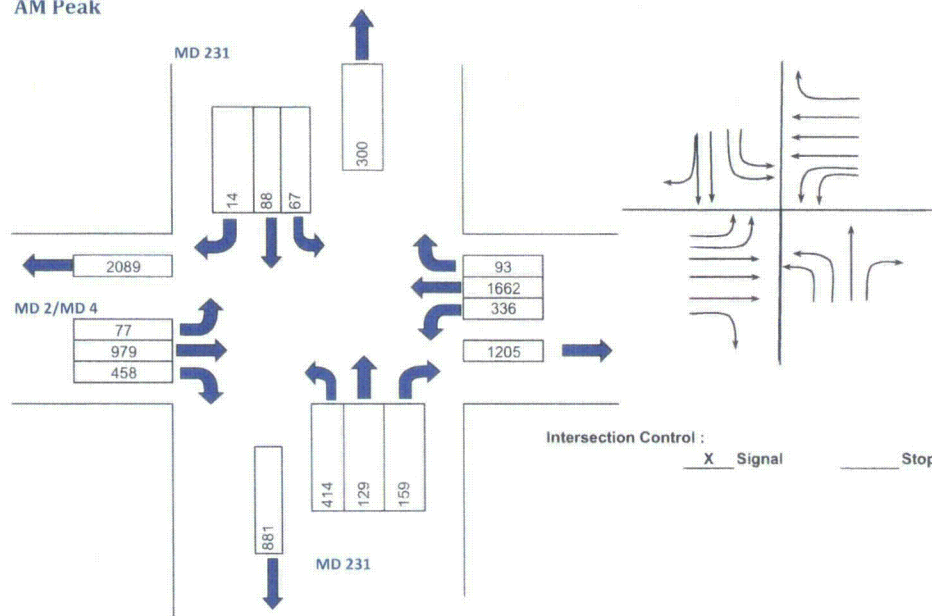 AM Peak
MD 231
300
14
88
67
2089
MD 2/MD 4
77
979
458
93
1662
336
1205
Intersection Control :
X Signal
Stop
414
129
159
881
MD 231